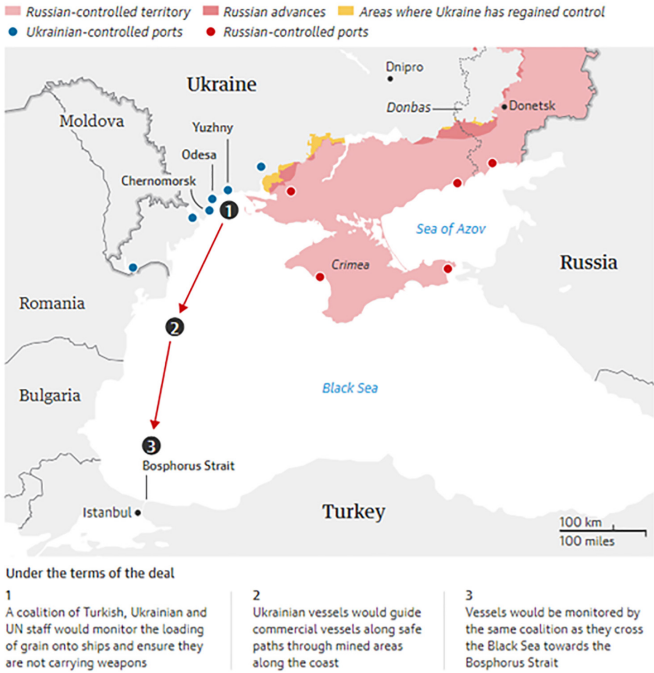 Russian-controlled territory Russian advances Areas where Ukraine has regained control
Ukrainian-controlled ports Russian-controlled ports
Dnipro
Ukraine
Donbas
Donetsk
Moldova
Yuzhny
Odesa
Chernomorsk
1
Sea of Azov
Crimea
Russia
Romania
2
Bulgaria
Black Sea
3
Bosphorus Strait
Istanbul
Turkey
100 km
100 miles
Under the terms of the deal
1
A coalition of Turkish, Ukrainian and
UN staff would monitor the loading
of grain onto ships and ensure they
are not carrying weapons
2
Ukrainian vessels would guide
commercial vessels along safe
paths through mined areas
along the coast
3
Vessels would be monitored by
the same coalition as they cross
the Black Sea towards the
Bosphorus Strait